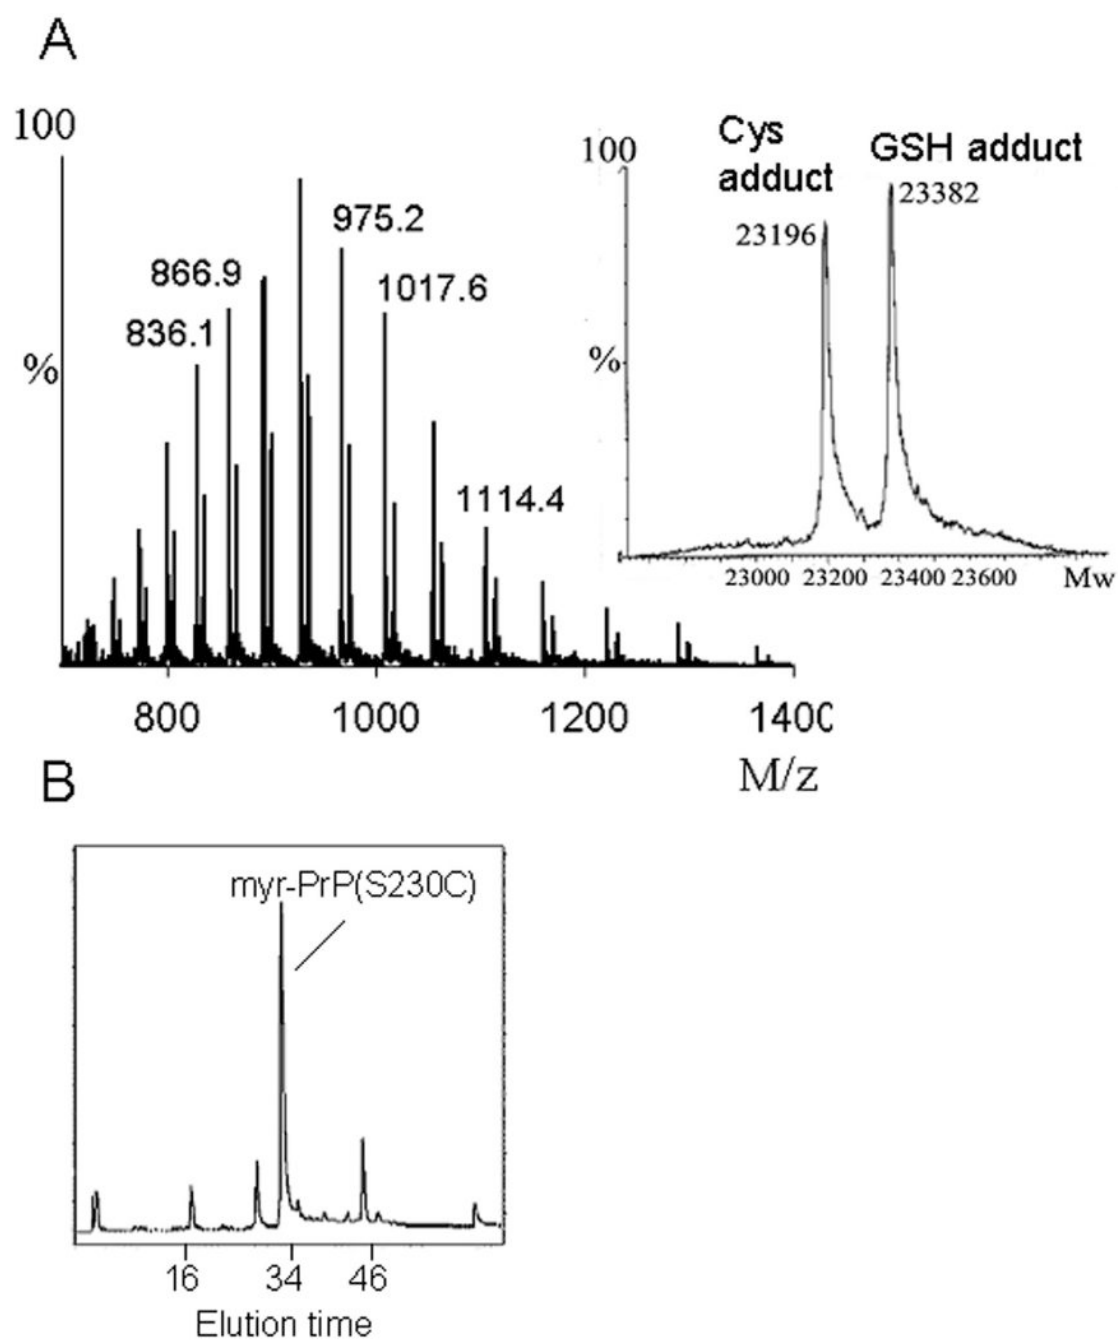 A
100
%
836.1
866.9
975.2
1017.6
1114.4
800
1000
1200
1400
M/z
100
%
Cys
adduct
GSH adduct
23196
23382
23000 23200 23400 23600 Mw
B
myr-PrP(S230C)
16
34
46
Elution time